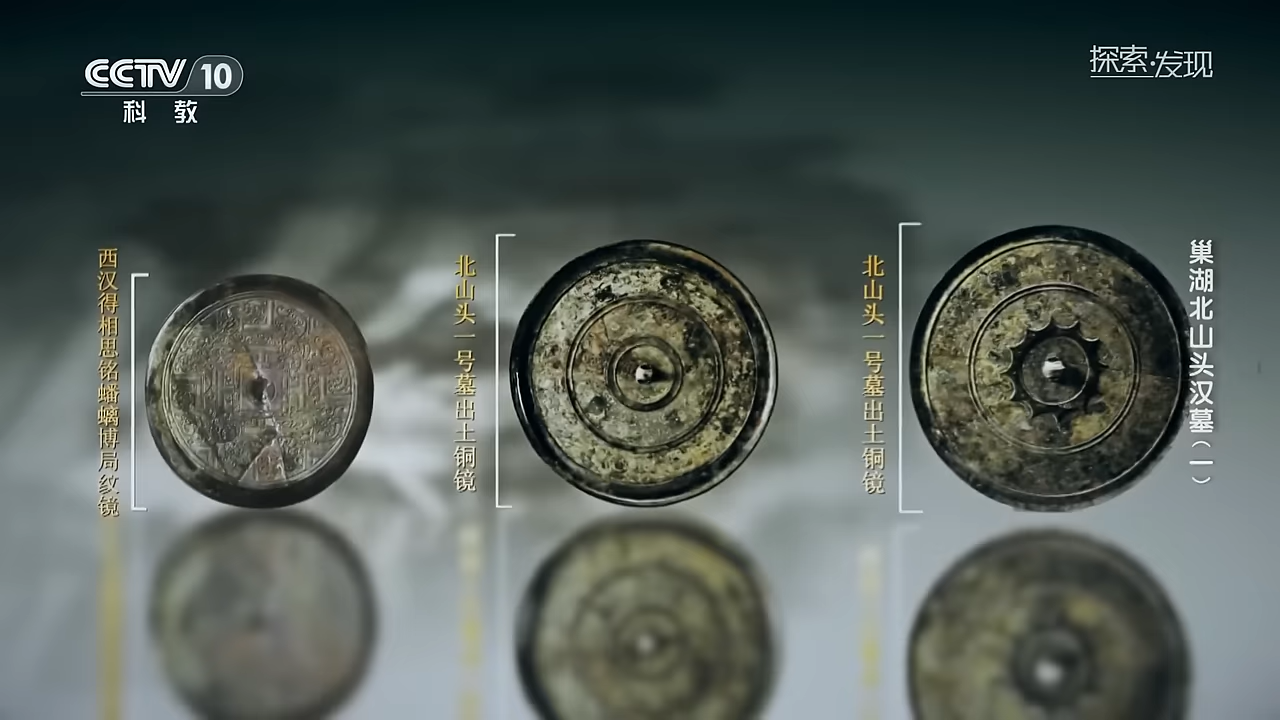 CCTV 10
科教
探索·发现
西汉得相思铭蟠螭博局纹镜
北山头一号墓出土铜镜
北山头一号墓出土铜镜
巢湖北山头汉墓（一）